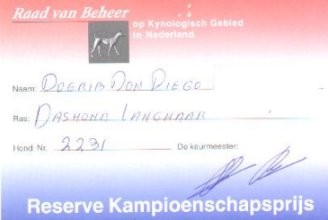 Raad van Beheer
op Kynologisch Gebied
in Nederland
Naam: Doerib Don Diego
Ras: Dashond Langhaar
Hond Nr. 2231 De keurmeester:
Reserve Kampioenschapsprijs